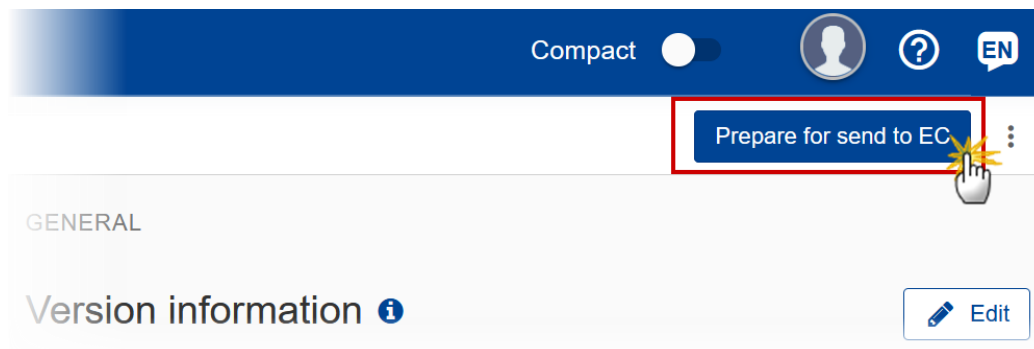 Compact
EN
Prepare for send to EC
GENERAL
Version information
Edit